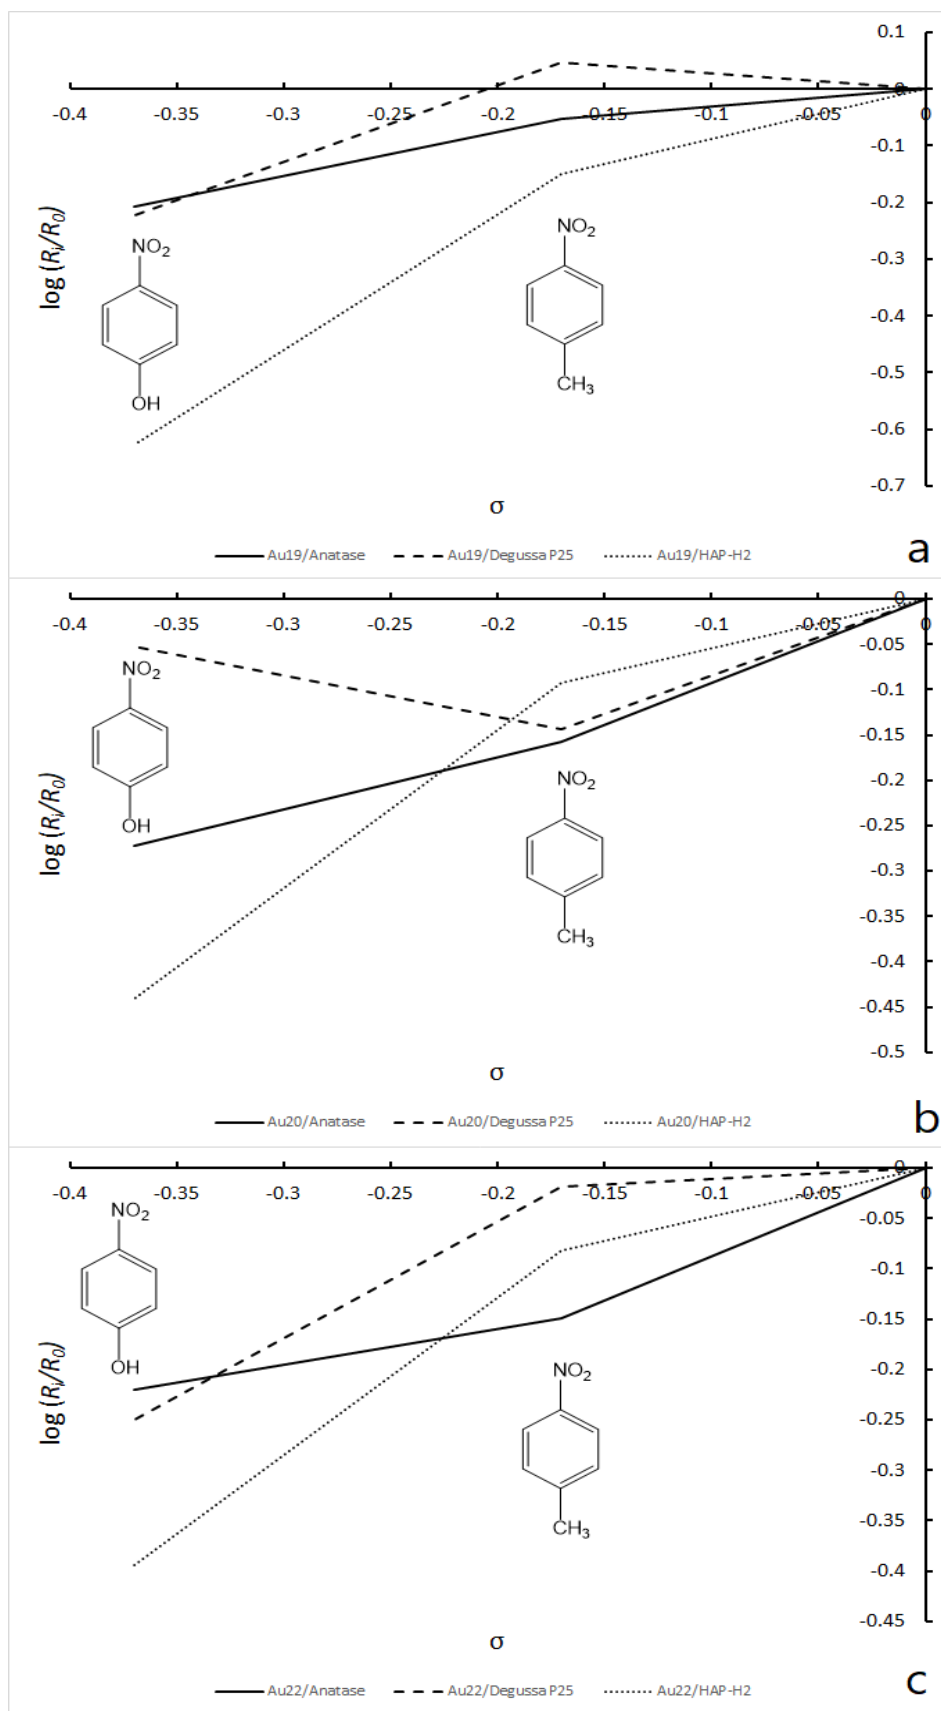 0.1
-0.4 -0.35 -0.3 -0.25 -0.2 -0.15 -0.1 -0.05 0 0
-0.1
-0.2
-0.3
-0.4
-0.5
-0.6
-0.7
log (Ri/R0)
NO2
OH
NO2
CH3
σ
Au19/Anatase Au19/Degussa P25 Au19/HAP-H2
a
0
-0.4 -0.35 -0.3 -0.25 -0.2 -0.15 -0.1 -0.05 0
-0.05
-0.1
-0.15
-0.2
-0.25
-0.3
-0.35
-0.4
-0.45
-0.5
log (Ri/R0)
NO2
OH
NO2
CH3
σ
Au20/Anatase Au20/Degussa P25 Au20/HAP-H2
b
0
-0.4 -0.35 -0.3 -0.25 -0.2 -0.15 -0.1 -0.05 0
-0.05
-0.1
-0.15
-0.2
-0.25
-0.3
-0.35
-0.4
-0.45
log (Ri/R0)
NO2
OH
NO2
CH3
σ
Au22/Anatase Au22/Degussa P25 Au22/HAP-H2
c